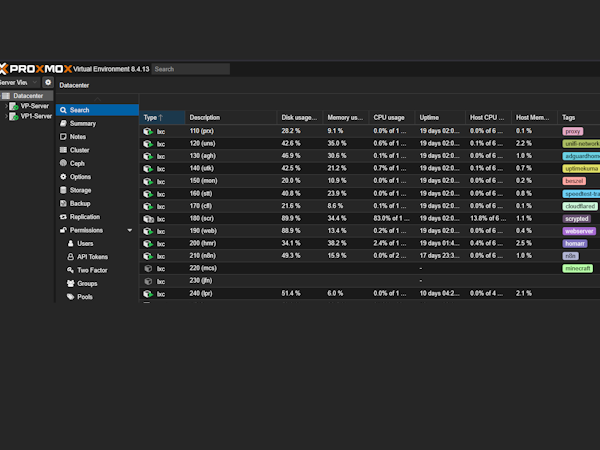 PROXMOX Virtual Environment 8.4.13 Search
Server View
Datacenter
Datacenter
VP-Server
VP1-Server
Search
Summary
Notes
Cluster
Ceph
Options
Storage
Backup
Replication
Permissions
Users
API Tokens
Two Factor
Groups
Pools
Type ↑ Description Disk usage... Memory us... CPU usage Uptime Host CPU ... Host Mem... Tags
lxc 110 (prx) 28.2 % 9.1 % 0.0% of 1 ... 19 days 02:0... 0.0% of 6 ... 0.2 % proxy
lxc 120 (uns) 42.6 % 35.0 % 0.6% of 1 ... 19 days 02:0... 0.1% of 6 ... 2.2 % unifi-network
lxc 130 (agh) 46.9 % 30.6 % 0.1% of 1 ... 19 days 02:0... 0.1% of 6 ... 1.0 % adguardhome
lxc 140 (utk) 42.5 % 21.2 % 0.7% of 1 ... 19 days 02:0... 0.1% of 6 ... 0.7 % uptimekuma
lxc 150 (mon) 20.0 % 10.9 % 0.0% of 1 ... 19 days 02:0... 0.0% of 6 ... 0.2 % beszel
lxc 160 (stt) 40.8 % 23.9 % 0.0% of 1 ... 19 days 02:0... 0.0% of 6 ... 0.8 %
lxc 170 (cfl) 21.6 % 8.6 % 0.1% of 1 ... 19 days 02:0... 0.0% of 6 ... 0.1 % cloudflared
lxc 180 (scr) 89.9 % 34.4 % 83.0% of 1 ... 19 days 02:0... 13.8% of 6 ... 1.1 % scrypted
lxc 190 (web) 88.9 % 13.4 % 0.2% of 1 ... 19 days 02:0... 0.0% of 6 ... 0.4 % webserver
lxc 200 (hmr) 34.1 % 38.2 % 2.4% of 1 ... 19 days 01:4... 0.4% of 6 ... 2.5 % homarr
lxc 210 (n8n) 49.3 % 15.9 % 0.0% of 2 ... 17 days 23:3... 0.0% of 6 ... 1.0 % n8n
lxc 220 (mcs) - minecraft
lxc 230 (jfn) -
lxc 240 (lpr) 51.4 % 6.0 % 0.0% of 1 ... 10 days 04:2... 0.0% of 4 ... 2.1 %